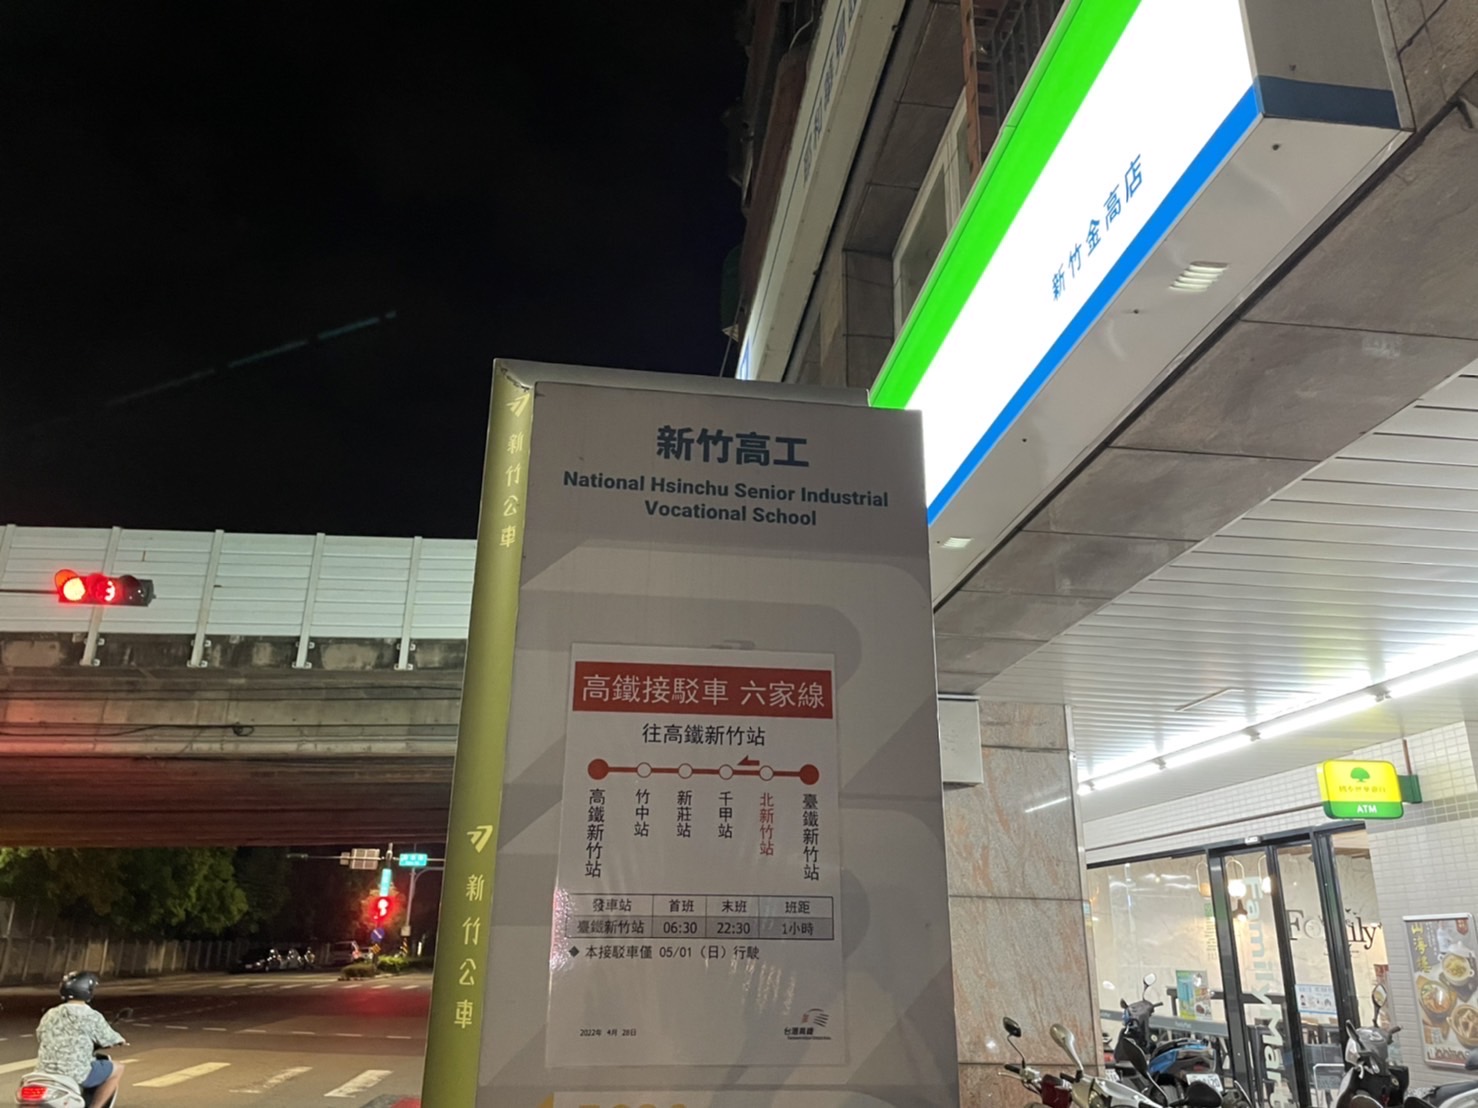 新竹高工
National Hsinchu Senior Industrial
Vocational School
新竹公車
新竹公車
高鐵接駁車 六家線
往高鐵新竹站
高鐵新竹站
竹中站
新莊站
千甲站
北新竹站
臺鐵新竹站
發車站 首班 末班 班距
臺鐵新竹站 06:30 22:30 1小時
◆ 本接駁車僅 05/01（日）行駛
2022年 4月 28日
台灣高鐵
新竹金高店
ATM
Family
FamilyMart